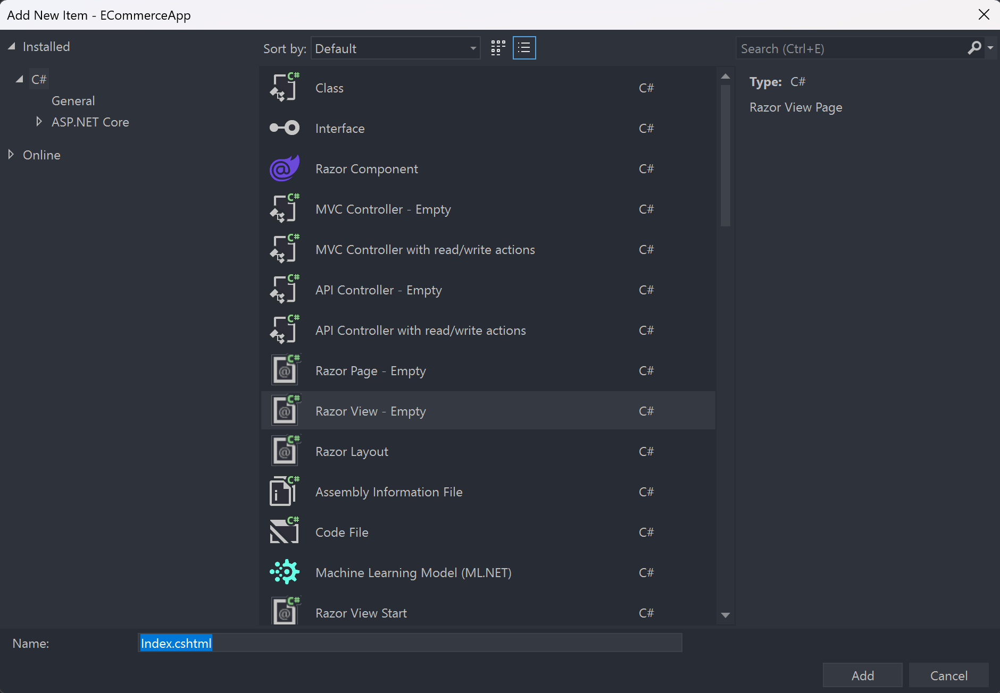 Add New Item - ECommerceApp
Installed
C#
General
ASP.NET Core
Online
Sort by: Default
Search (Ctrl+E)
C# Class C#
Interface C#
@ Razor Component C#
C# MVC Controller - Empty C#
C# MVC Controller with read/write actions C#
C# API Controller - Empty C#
C# API Controller with read/write actions C#
C# @ Razor Page - Empty C#
C# @ Razor View - Empty C#
C# @ Razor Layout C#
C# i Assembly Information File C#
C# Code File C#
Machine Learning Model (ML.NET) C#
C# @ Razor View Start C#
Type: C#
Razor View Page
Name: Index.cshtml
Add Cancel